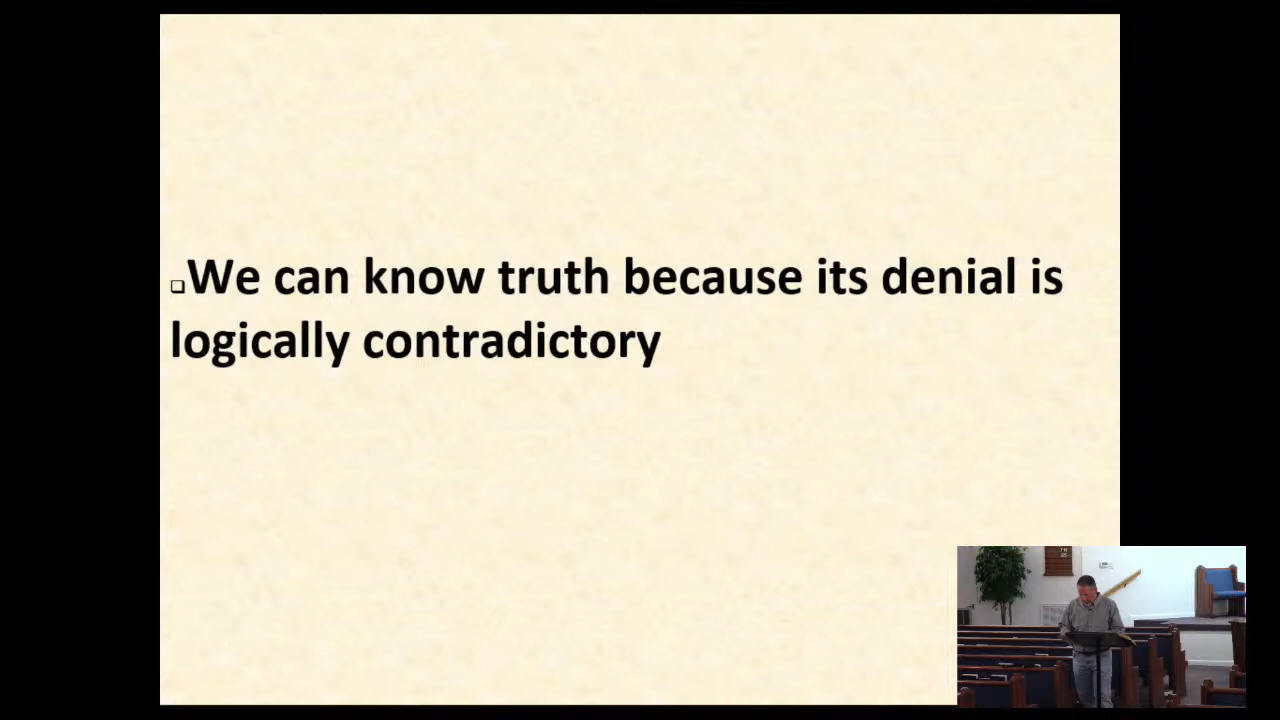 ❑We can know truth because its denial is
logically contradictory